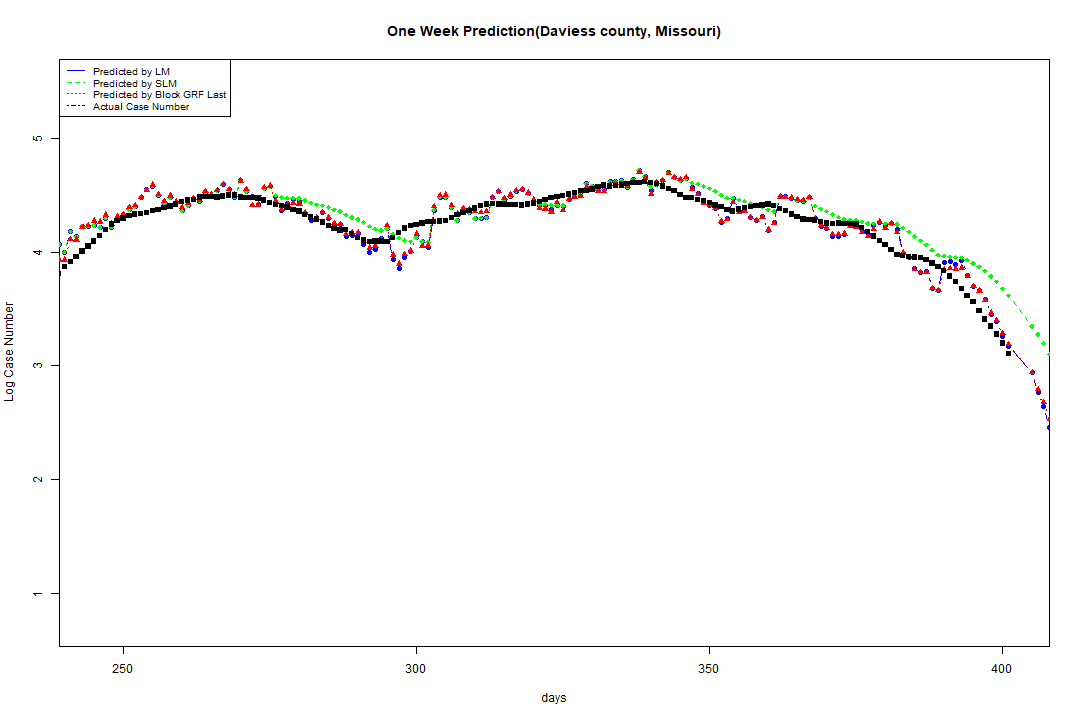 One Week Prediction(Daviess county, Missouri)
Predicted by LM
Predicted by SLM
Predicted by Block GRF Last
Actual Case Number
5
4
3
2
1
Log Case Number
250 300 350 400
days